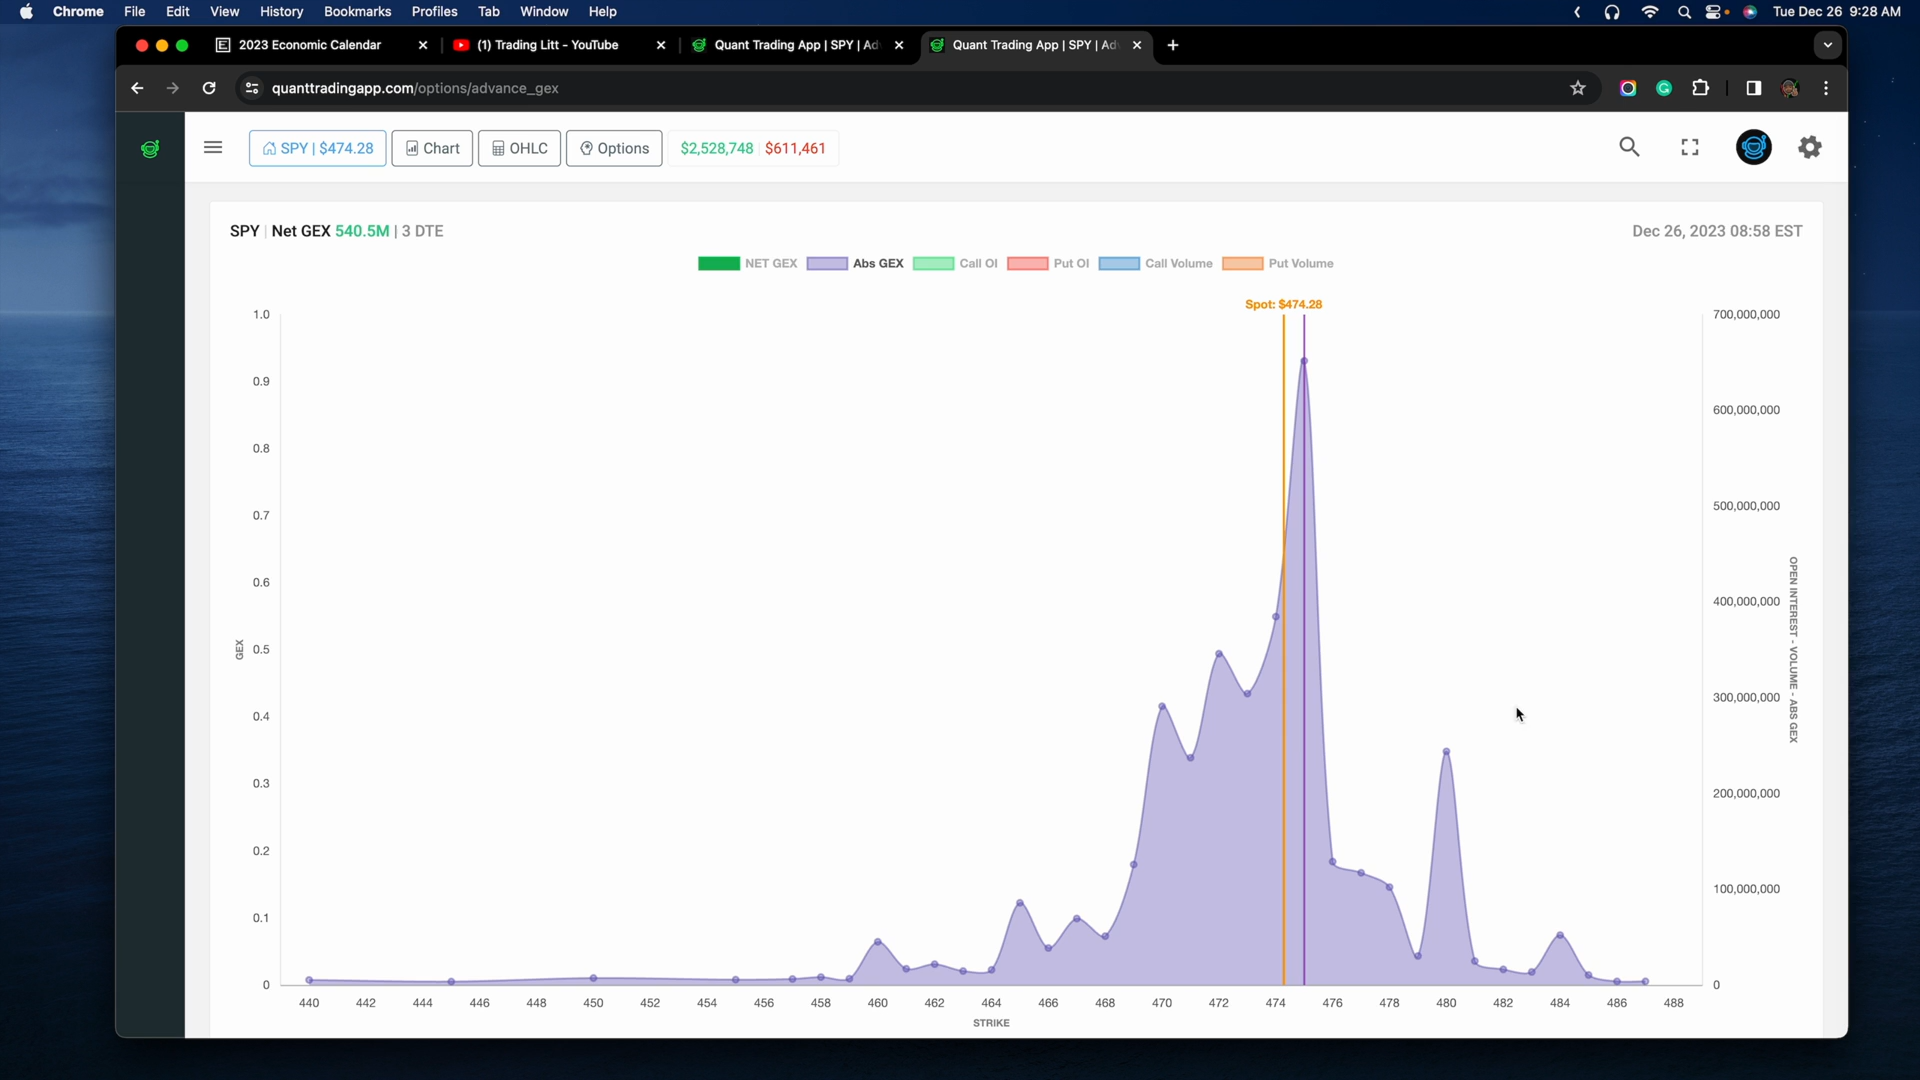 Chrome File Edit View History Bookmarks Profiles Tab Window Help Tue Dec 26 9:28 AM
2023 Economic Calendar (1) Trading Litt - YouTube Quant Trading App | SPY | Ad Quant Trading App | SPY | Ad
quanttradingapp.com/options/advance_gex
SPY | $474.28 Chart OHLC Options $2,528,748 $611,461
SPY | Net GEX 540.5M | 3 DTE Dec 26, 2023 08:58 EST
NET GEX Abs GEX Call OI Put OI Call Volume Put Volume
Spot: $474.28
1.0 700,000,000
0.9
600,000,000
0.8
0.7 500,000,000
0.6
400,000,000
GEX
0.5
OPEN INTEREST - VOLUME - ABS GEX
300,000,000
0.4
0.3
200,000,000
0.2
100,000,000
0.1
0 0
440 442 444 446 448 450 452 454 456 458 460 462 464 466 468 470 472 474 476 478 480 482 484 486 488
STRIKE